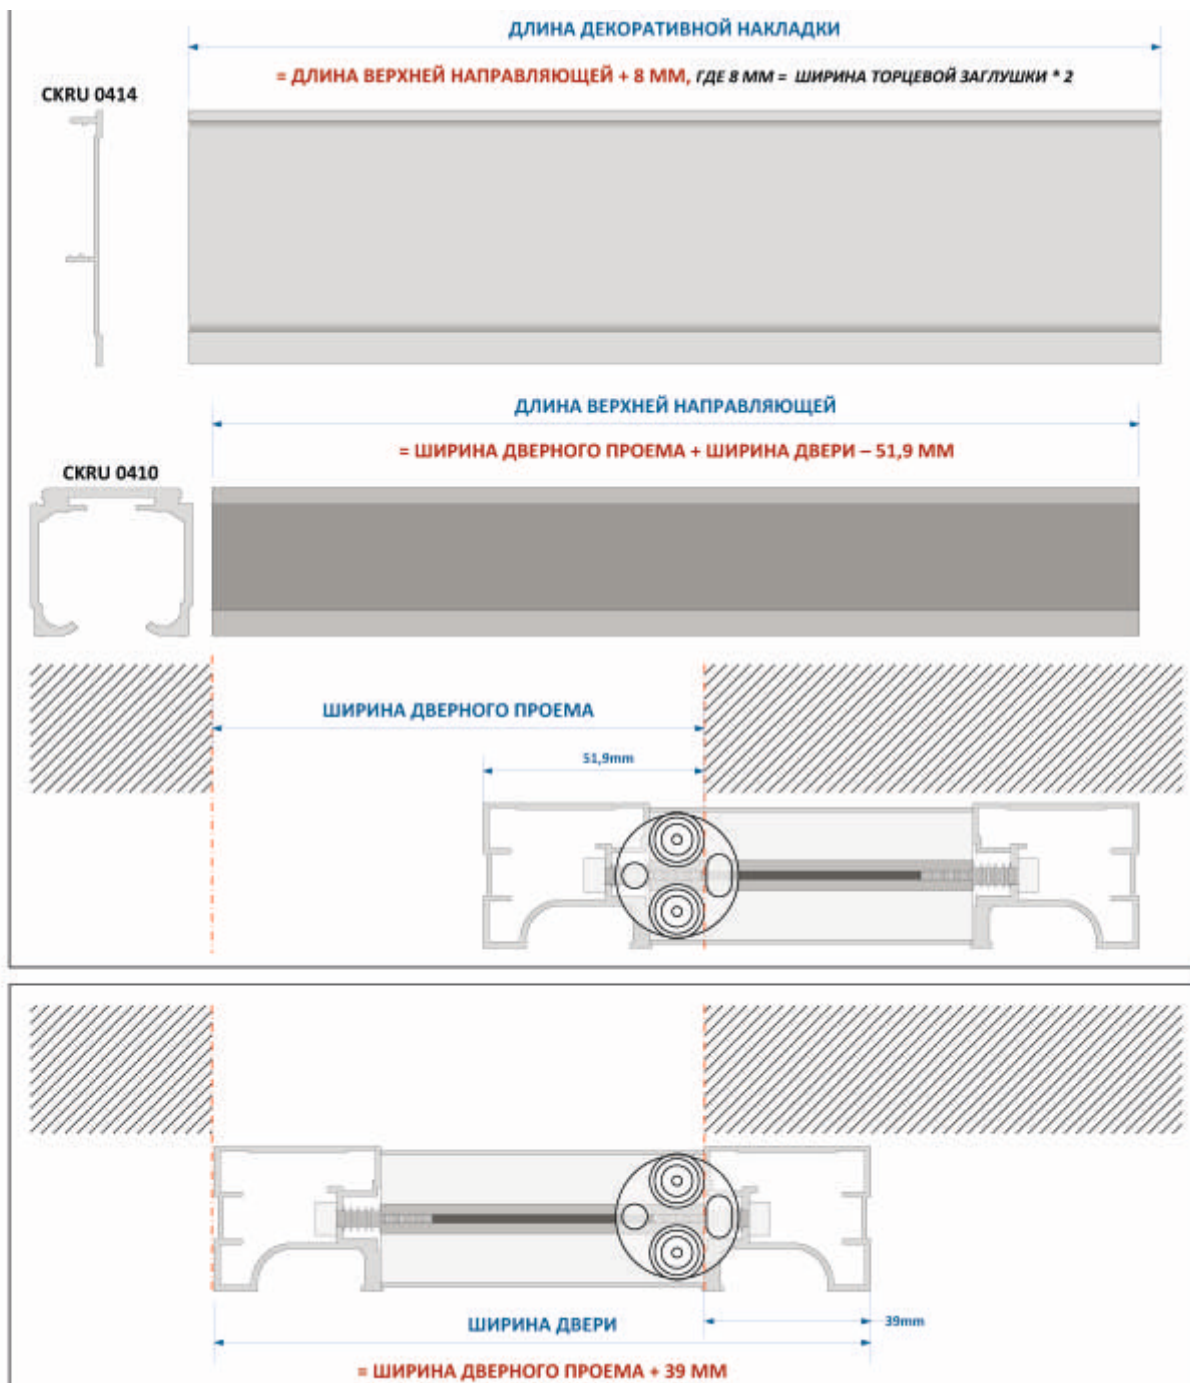 ДЛИНА ДЕКОРАТИВНОЙ НАКЛАДКИ
= ДЛИНА ВЕРХНЕЙ НАПРАВЛЯЮЩЕЙ + 8 ММ, ГДЕ 8 ММ = ШИРИНА ТОРЦЕВОЙ ЗАГЛУШКИ * 2
CKRU 0414
ДЛИНА ВЕРХНЕЙ НАПРАВЛЯЮЩЕЙ
= ШИРИНА ДВЕРНОГО ПРОЕМА + ШИРИНА ДВЕРИ – 51,9 ММ
CKRU 0410
ШИРИНА ДВЕРНОГО ПРОЕМА
51,9mm
ШИРИНА ДВЕРИ
39mm
= ШИРИНА ДВЕРНОГО ПРОЕМА + 39 ММ